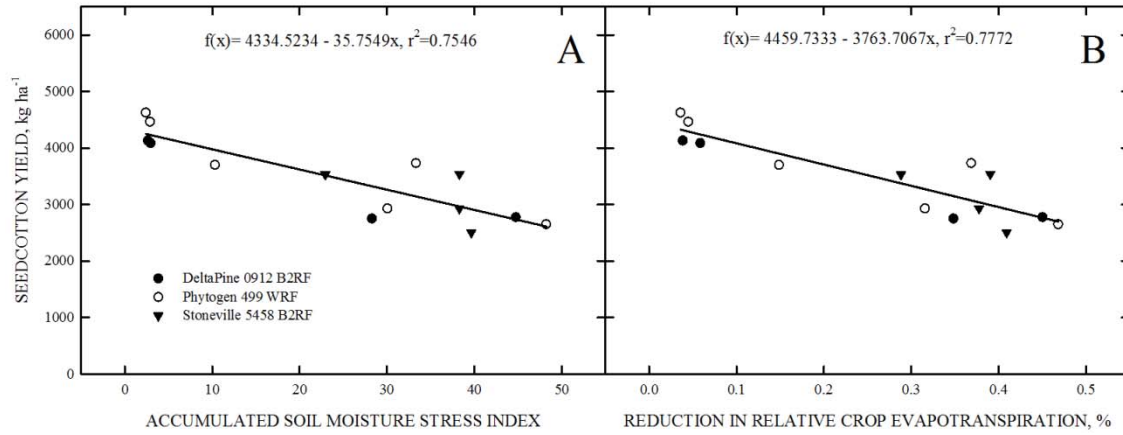 f(x)= 4334.5234 - 35.7549x, r²=0.7546
A
f(x)= 4459.7333 - 3763.7067x, r²=0.7772
B
SEEDCOTTON YIELD, kg ha⁻¹
6000
5000
4000
3000
2000
1000
0
DeltaPine 0912 B2RF
Phytogen 499 WRF
Stoneville 5458 B2RF
0 10 20 30 40 50
0.0 0.1 0.2 0.3 0.4 0.5
ACCUMULATED SOIL MOISTURE STRESS INDEX
REDUCTION IN RELATIVE CROP EVAPOTRANSPIRATION, %